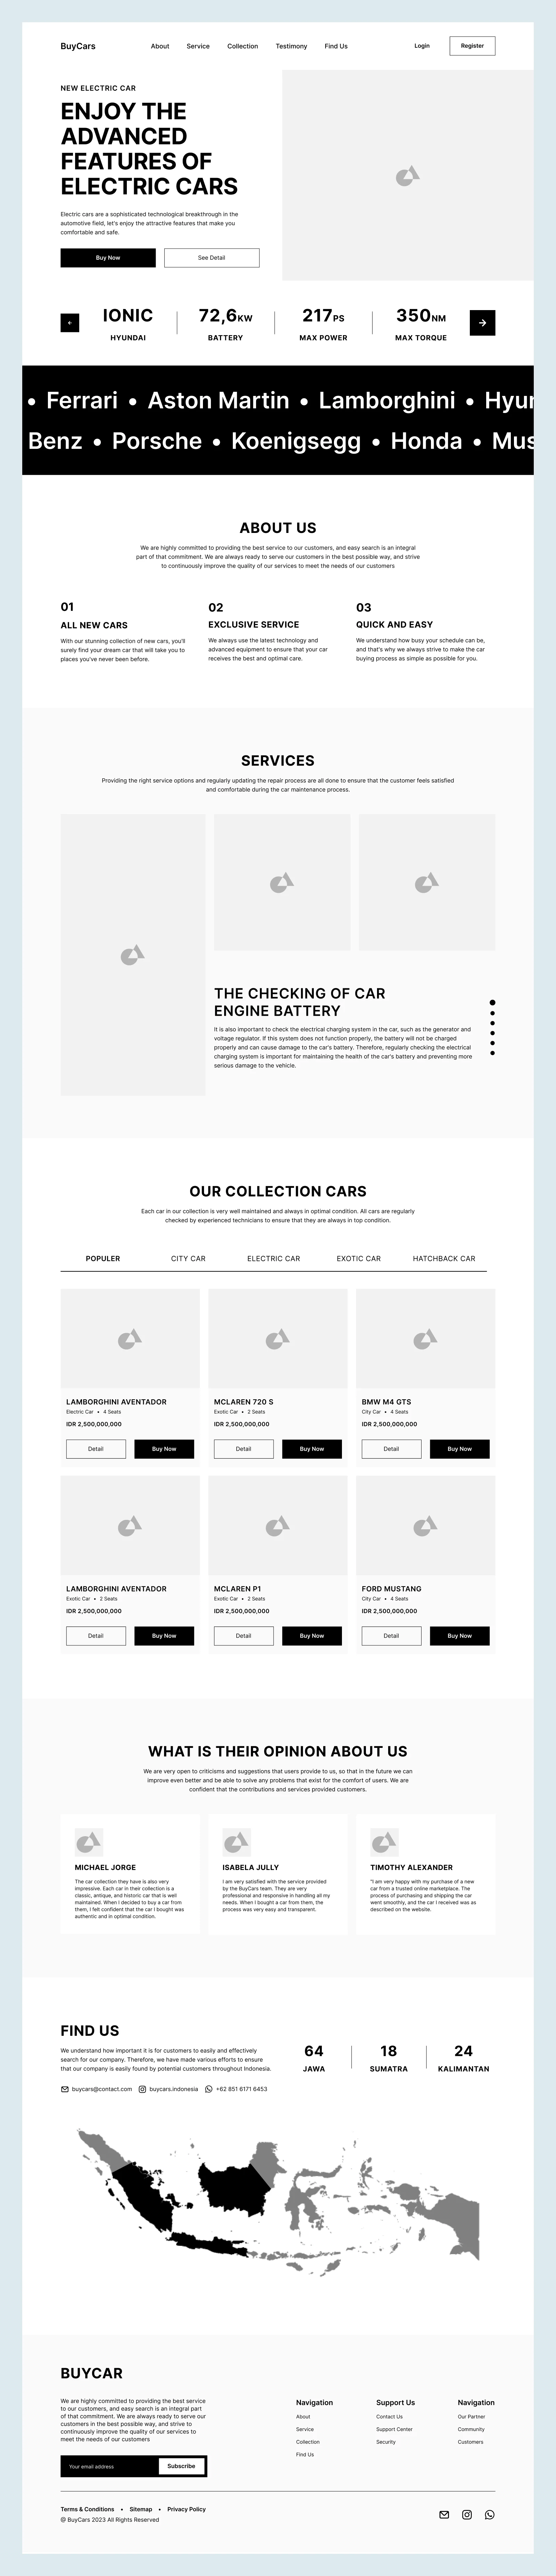 BuyCars
About
Service
Collection
Testimony
Find Us
Login
Register
NEW ELECTRIC CAR
ENJOY THE
ADVANCED
FEATURES OF
ELECTRIC CARS
Electric cars are a sophisticated technological breakthrough in the
automotive field, let's enjoy the attractive features that make you
comfortable and safe.
Buy Now
See Detail
IONIC
HYUNDAI
72,6KW
BATTERY
217PS
MAX POWER
350NM
MAX TORQUE
• Ferrari • Aston Martin • Lamborghini • Hyun
Benz • Porsche • Koenigsegg • Honda • Mus
ABOUT US
We are highly committed to providing the best service to our customers, and easy search is an integral
part of that commitment. We are always ready to serve our customers in the best possible way, and strive
to continuously improve the quality of our services to meet the needs of our customers
01
ALL NEW CARS
With our stunning collection of new cars, you'll
surely find your dream car that will take you to
places you've never been before.
02
EXCLUSIVE SERVICE
We always use the latest technology and
advanced equipment to ensure that your car
receives the best and optimal care.
03
QUICK AND EASY
We understand how busy your schedule can be,
and that's why we always strive to make the car
buying process as simple as possible for you.
SERVICES
Providing the right service options and regularly updating the repair process are all done to ensure that the customer feels satisfied
and comfortable during the car maintenance process.
THE CHECKING OF CAR
ENGINE BATTERY
It is also important to check the electrical charging system in the car, such as the generator and
voltage regulator. If this system does not function properly, the battery will not be charged
properly and can cause damage to the car's battery. Therefore, regularly checking the electrical
charging system is important for maintaining the health of the car's battery and preventing more
serious damage to the vehicle.
OUR COLLECTION CARS
Each car in our collection is very well maintained and always in optimal condition. All cars are regularly
checked by experienced technicians to ensure that they are always in top condition.
POPULER
CITY CAR
ELECTRIC CAR
EXOTIC CAR
HATCHBACK CAR
LAMBORGHINI AVENTADOR
Electric Car • 4 Seats
IDR 2,500,000,000
Detail
Buy Now
MCLAREN 720 S
Exotic Car • 2 Seats
IDR 2,500,000,000
Detail
Buy Now
BMW M4 GTS
City Car • 4 Seats
IDR 2,500,000,000
Detail
Buy Now
LAMBORGHINI AVENTADOR
Exotic Car • 2 Seats
IDR 2,500,000,000
Detail
Buy Now
MCLAREN P1
Exotic Car • 2 Seats
IDR 2,500,000,000
Detail
Buy Now
FORD MUSTANG
City Car • 4 Seats
IDR 2,500,000,000
Detail
Buy Now
WHAT IS THEIR OPINION ABOUT US
We are very open to criticisms and suggestions that users provide to us, so that in the future we can
improve even better and be able to solve any problems that exist for the comfort of users. We are
confident that the contributions and services provided customers.
MICHAEL JORGE
The car collection they have is also very
impressive. Each car in their collection is a
classic, antique, and historic car that is well
maintained. When I decided to buy a car from
them, I felt confident that the car I bought was
authentic and in optimal condition.
ISABELA JULLY
I am very satisfied with the service provided
by the BuyCars team. They are very
professional and responsive in handling all my
needs. When I bought a car from them, the
process was very easy and transparent.
TIMOTHY ALEXANDER
"I am very happy with my purchase of a new
car from a trusted online marketplace. The
process of purchasing and shipping the car
went smoothly, and the car I received was as
described on the website.
FIND US
We understand how important it is for customers to easily and effectively
search for our company. Therefore, we have made various efforts to ensure
that our company is easily found by potential customers throughout Indonesia.
buycars@contact.com
buycars.indonesia
+62 851 6171 6453
64
JAWA
18
SUMATRA
24
KALIMANTAN
BUYCAR
We are highly committed to providing the best service
to our customers, and easy search is an integral part
of that commitment. We are always ready to serve our
customers in the best possible way, and strive to
continuously improve the quality of our services to
meet the needs of our customers
Your email address
Subscribe
Navigation
About
Service
Collection
Find Us
Support Us
Contact Us
Support Center
Security
Navigation
Our Partner
Community
Customers
Terms & Conditions • Sitemap • Privacy Policy
@ BuyCars 2023 All Rights Reserved